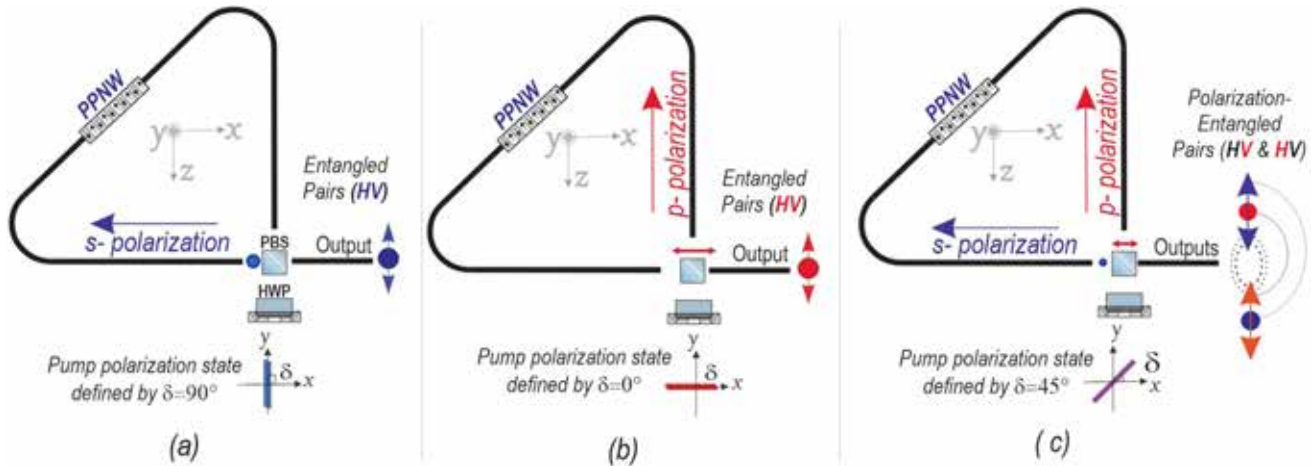 PPNW
y
x
z
Entangled
Pairs (HV)
s- polarization
PBS
Output
HWP
y
Pump polarization state
defined by δ=90°
δ
x
(a)
PPNW
p- polarization
y
x
z
Entangled
Pairs (HV)
Output
y
Pump polarization state
defined by δ=0°
δ
x
(b)
PPNW
p- polarization
y
x
z
Polarization-
Entangled
Pairs (HV & HV)
s- polarization
Outputs
y
Pump polarization state
defined by δ=45°
δ
x
( c)